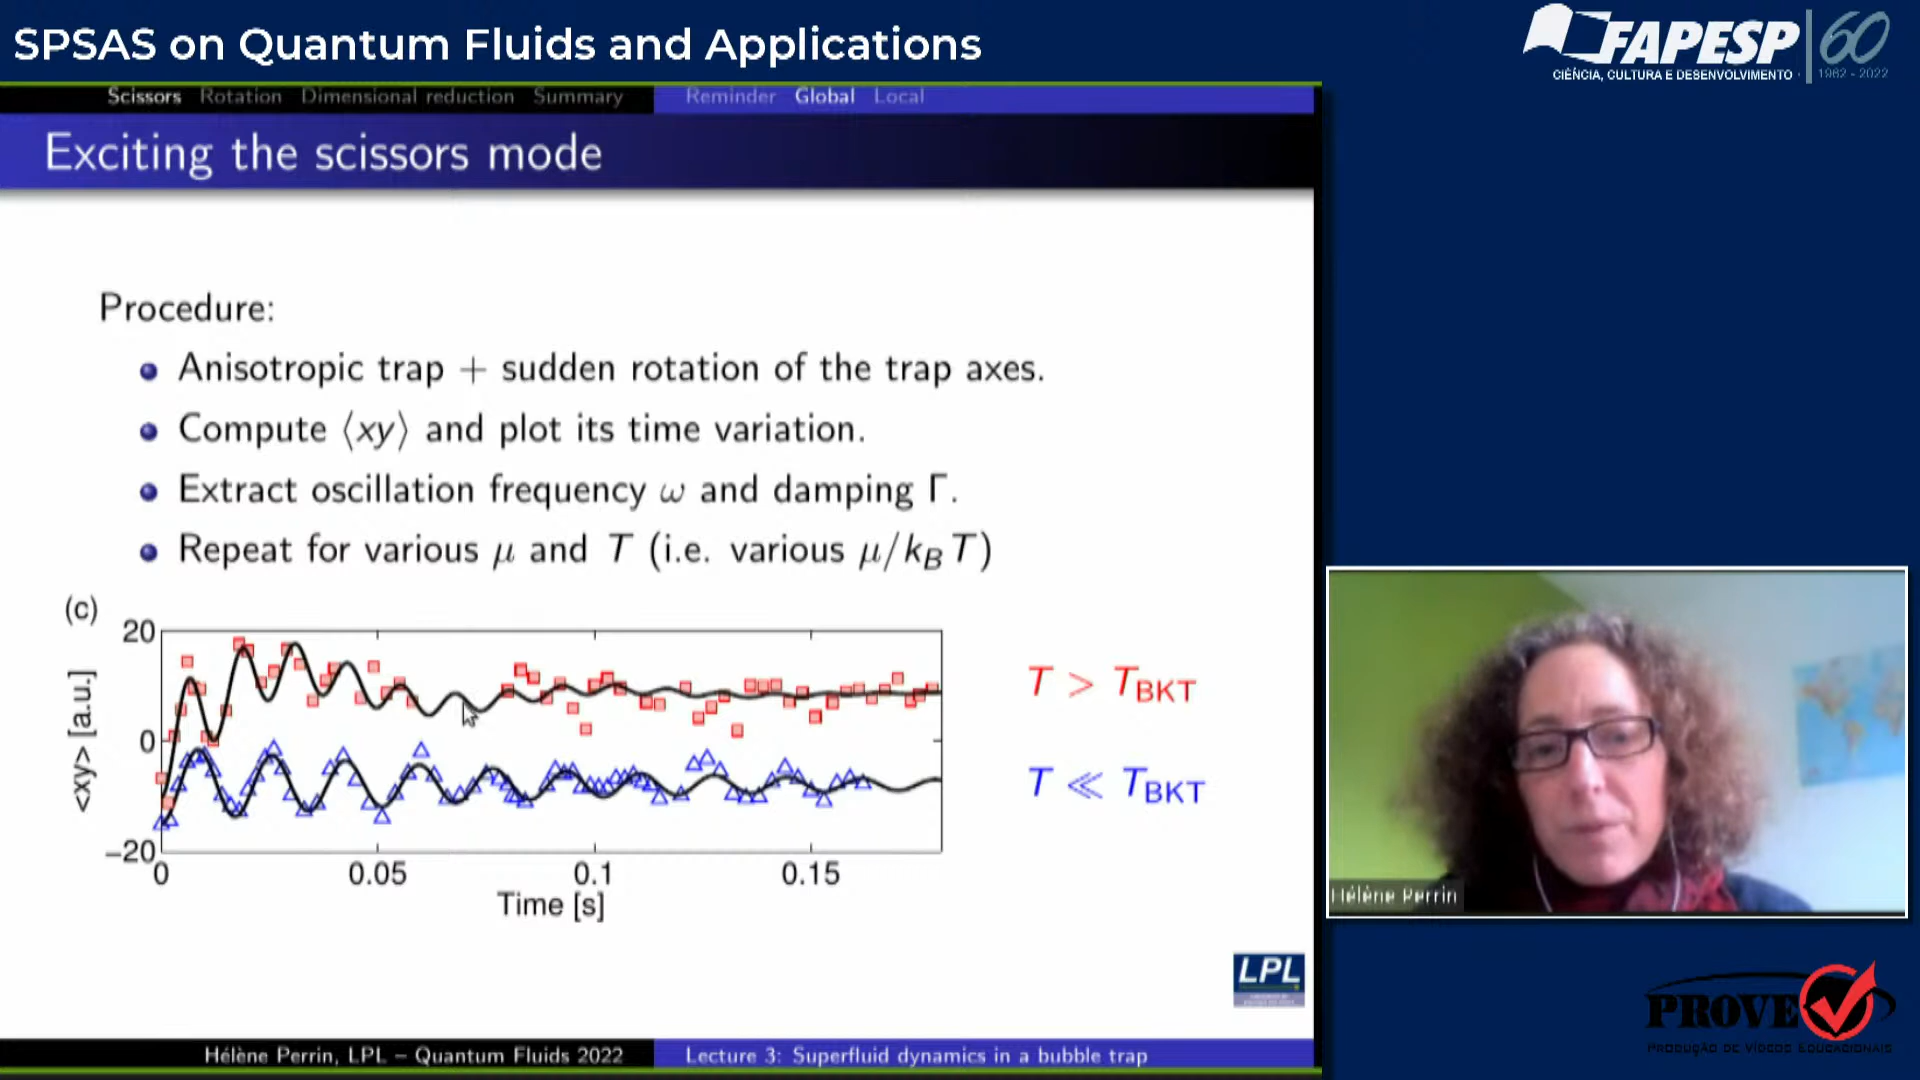 SPSAS on Quantum Fluids and Applications
FAPESP 60
CIÊNCIA, CULTURA E DESENVOLVIMENTO
1962 - 2022
Scissors Rotation Dimensional reduction Summary Reminder Global Local
Exciting the scissors mode
Procedure:
Anisotropic trap + sudden rotation of the trap axes.
Compute ⟨xy⟩ and plot its time variation.
Extract oscillation frequency ω and damping Γ.
Repeat for various μ and T (i.e. various μ/k_B T)
(c)
<xy> [a.u.]
20
0
−20
0 0.05 0.1 0.15
Time [s]
T > T_BKT
T ≪ T_BKT
Hélène Perrin
LPL
PROVE
PRODUÇÃO DE VÍDEOS EDUCACIONAIS
Hélène Perrin, LPL – Quantum Fluids 2022 Lecture 3: Superfluid dynamics in a bubble trap